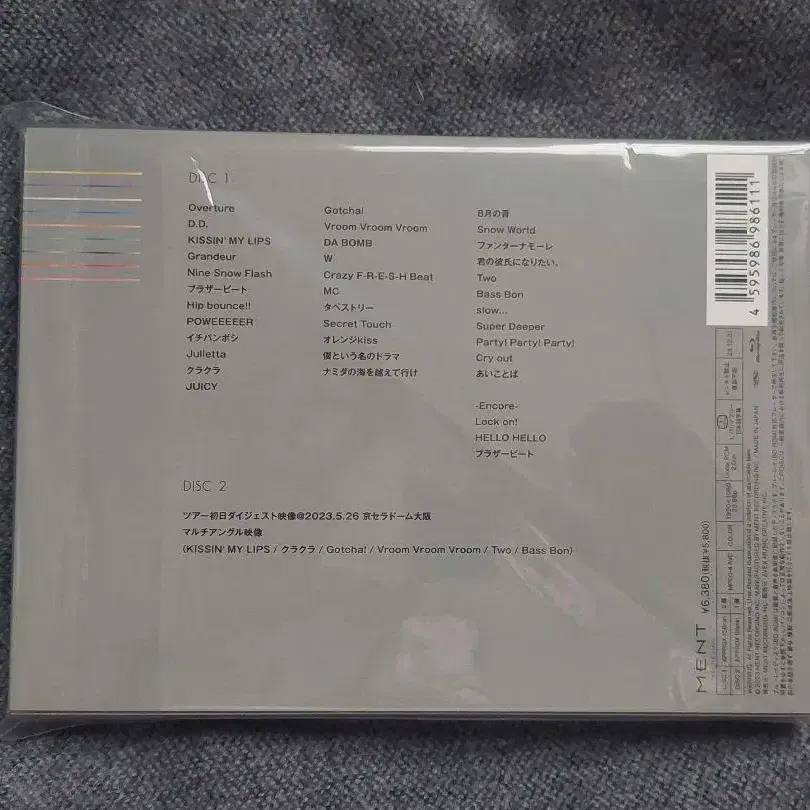 DISC 1
Overture
D.D.
KISSIN' MY LIPS
Grandeur
Nine Snow Flash
ブラザービート
Hip bounce!!
POWEEEEER
イチバンボシ
Julietta
クラクラ
JUICY
Gotcha!
Vroom Vroom Vroom
DA BOMB
W
Crazy F-R-E-S-H Beat
MC
タペストリー
Secret Touch
オレンジkiss
僕という名のドラマ
ナミダの海を越えて行け
8月の青
Snow World
ファンターナモーレ
君の彼氏になりたい。
Two
Bass Bon
slow...
Super Deeper
Party! Party! Party!
Cry out
あいことば
-Encore-
Lock on!
HELLO HELLO
ブラザービート
DISC 2
ツアー初日ダイジェスト映像@2023.5.26 京セラドーム大阪
マルチアングル映像
(KISSIN' MY LIPS / クラクラ / Gotcha! / Vroom Vroom Vroom / Two / Bass Bon)
4 595986 986111
MENT
¥6,380(税抜¥5,800)
COLOR